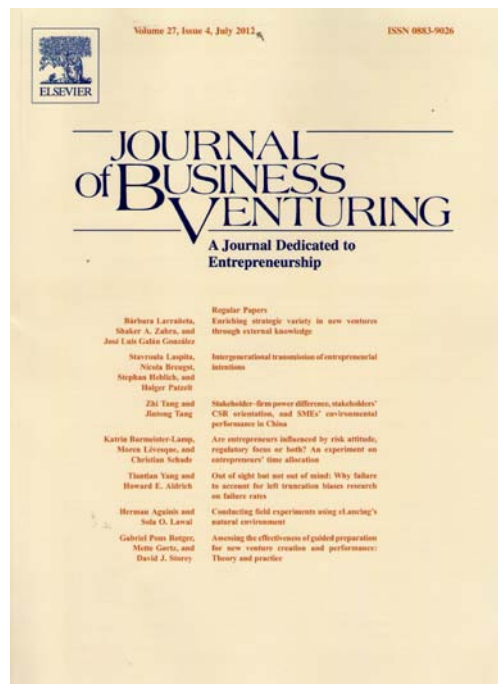 Volume 27, Issue 4, July 2012
ISSN 0883-9026
ELSEVIER
JOURNAL
of BUSINESS
VENTURING
A Journal Dedicated to
Entrepreneurship
Regular Papers
Bárbara Larrañeta,
Shaker A. Zahra, and
José Luis Galán González
Enriching strategic variety in new ventures
through external knowledge
Stavroula Laspita,
Nicola Breugst,
Stephan Heblich, and
Holger Patzelt
Intergenerational transmission of entrepreneurial
intentions
Zhi Tang and
Jintong Tang
Stakeholder–firm power difference, stakeholders'
CSR orientation, and SMEs' environmental
performance in China
Katrin Burmeister-Lamp,
Moren Lévesque, and
Christian Schade
Are entrepreneurs influenced by risk attitude,
regulatory focus or both? An experiment on
entrepreneurs' time allocation
Tiantian Yang and
Howard E. Aldrich
Out of sight but not out of mind: Why failure
to account for left truncation biases research
on failure rates
Herman Aguinis and
Sola O. Lawal
Conducting field experiments using eLancing's
natural environment
Gabriel Pons Rotger,
Mette Gørtz, and
David J. Storey
Assessing the effectiveness of guided preparation
for new venture creation and performance:
Theory and practice